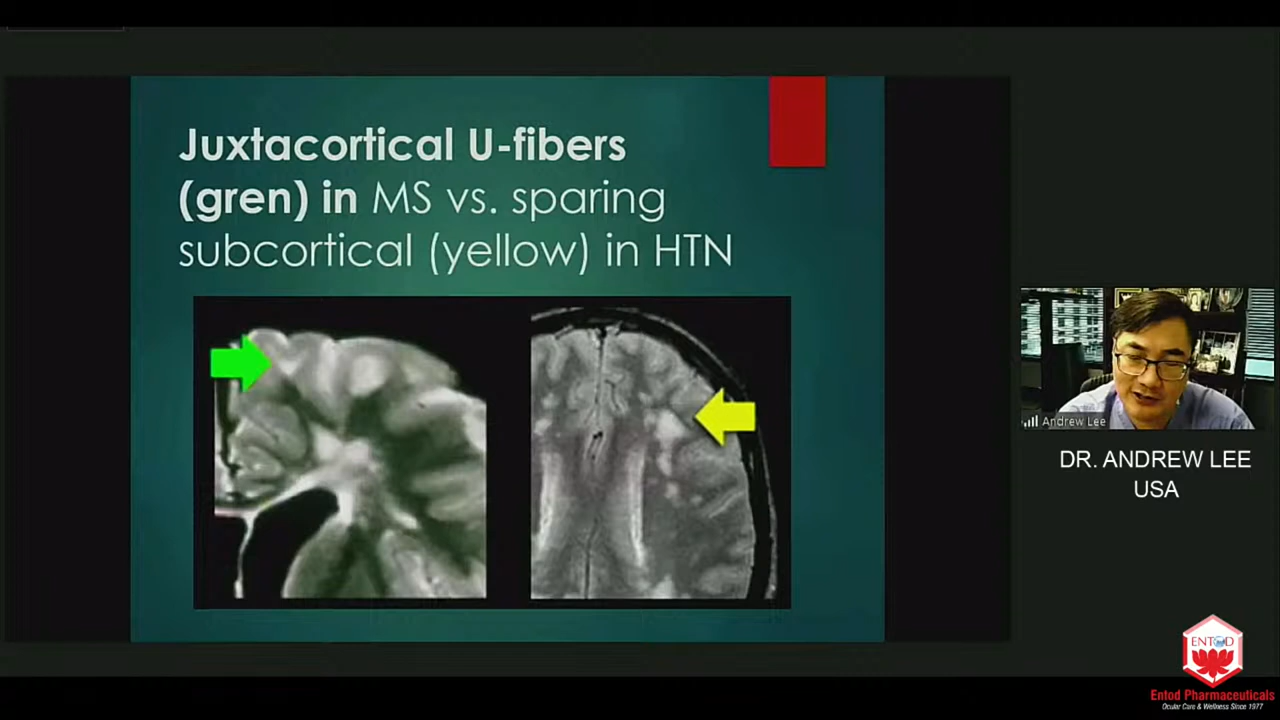 Juxtacortical U-fibers
(gren) in MS vs. sparing
subcortical (yellow) in HTN
Andrew Lee
DR. ANDREW LEE
USA
ENTOD
Entod Pharmaceuticals
Ocular Care & Wellness Since 1977